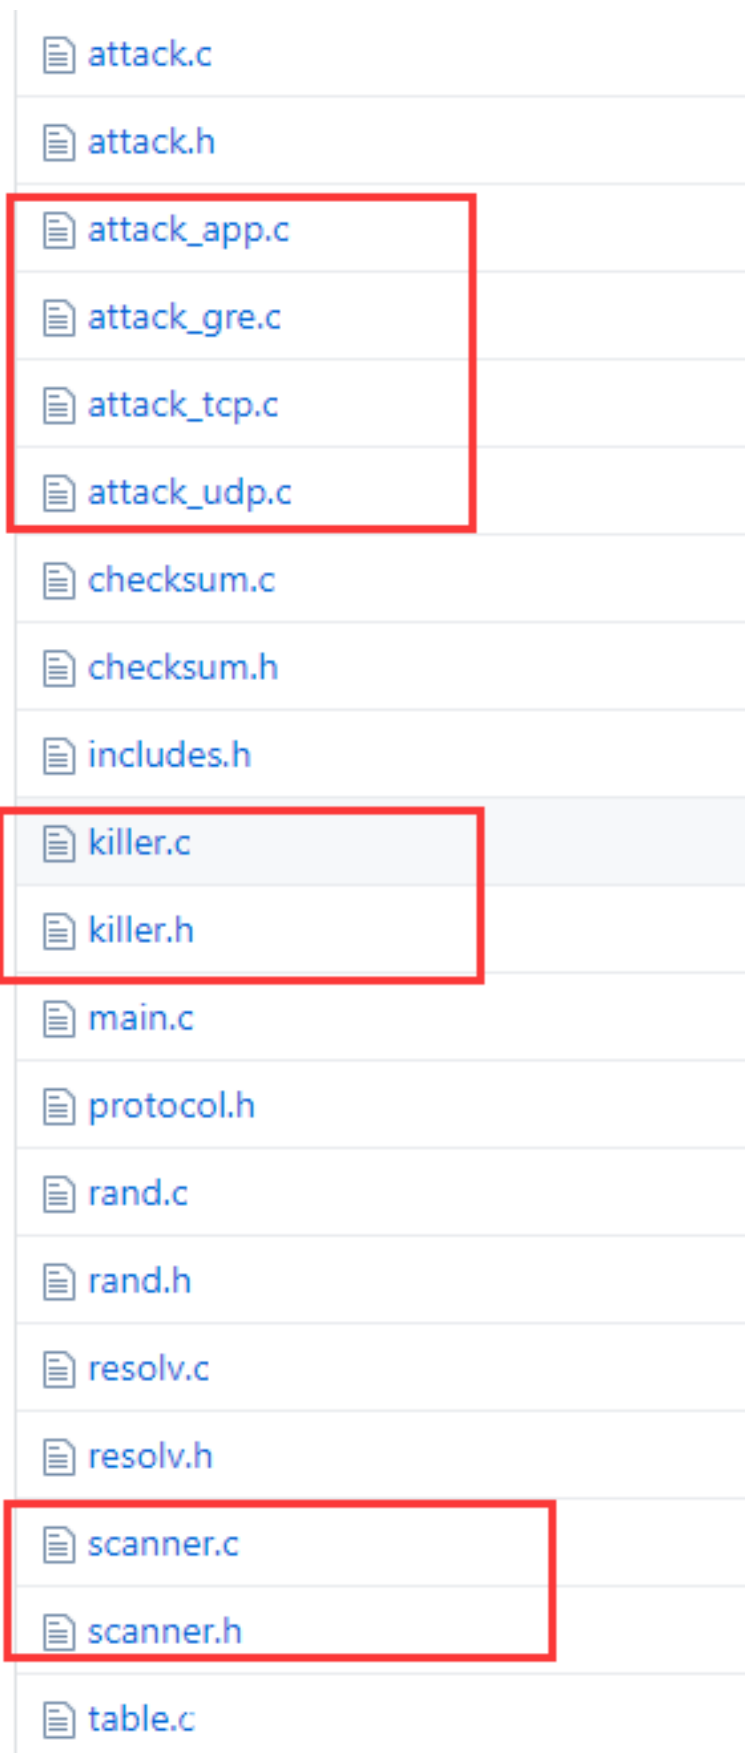 attack.c
attack.h
attack_app.c
attack_gre.c
attack_tcp.c
attack_udp.c
checksum.c
checksum.h
includes.h
killer.c
killer.h
main.c
protocol.h
rand.c
rand.h
resolv.c
resolv.h
scanner.c
scanner.h
table.c